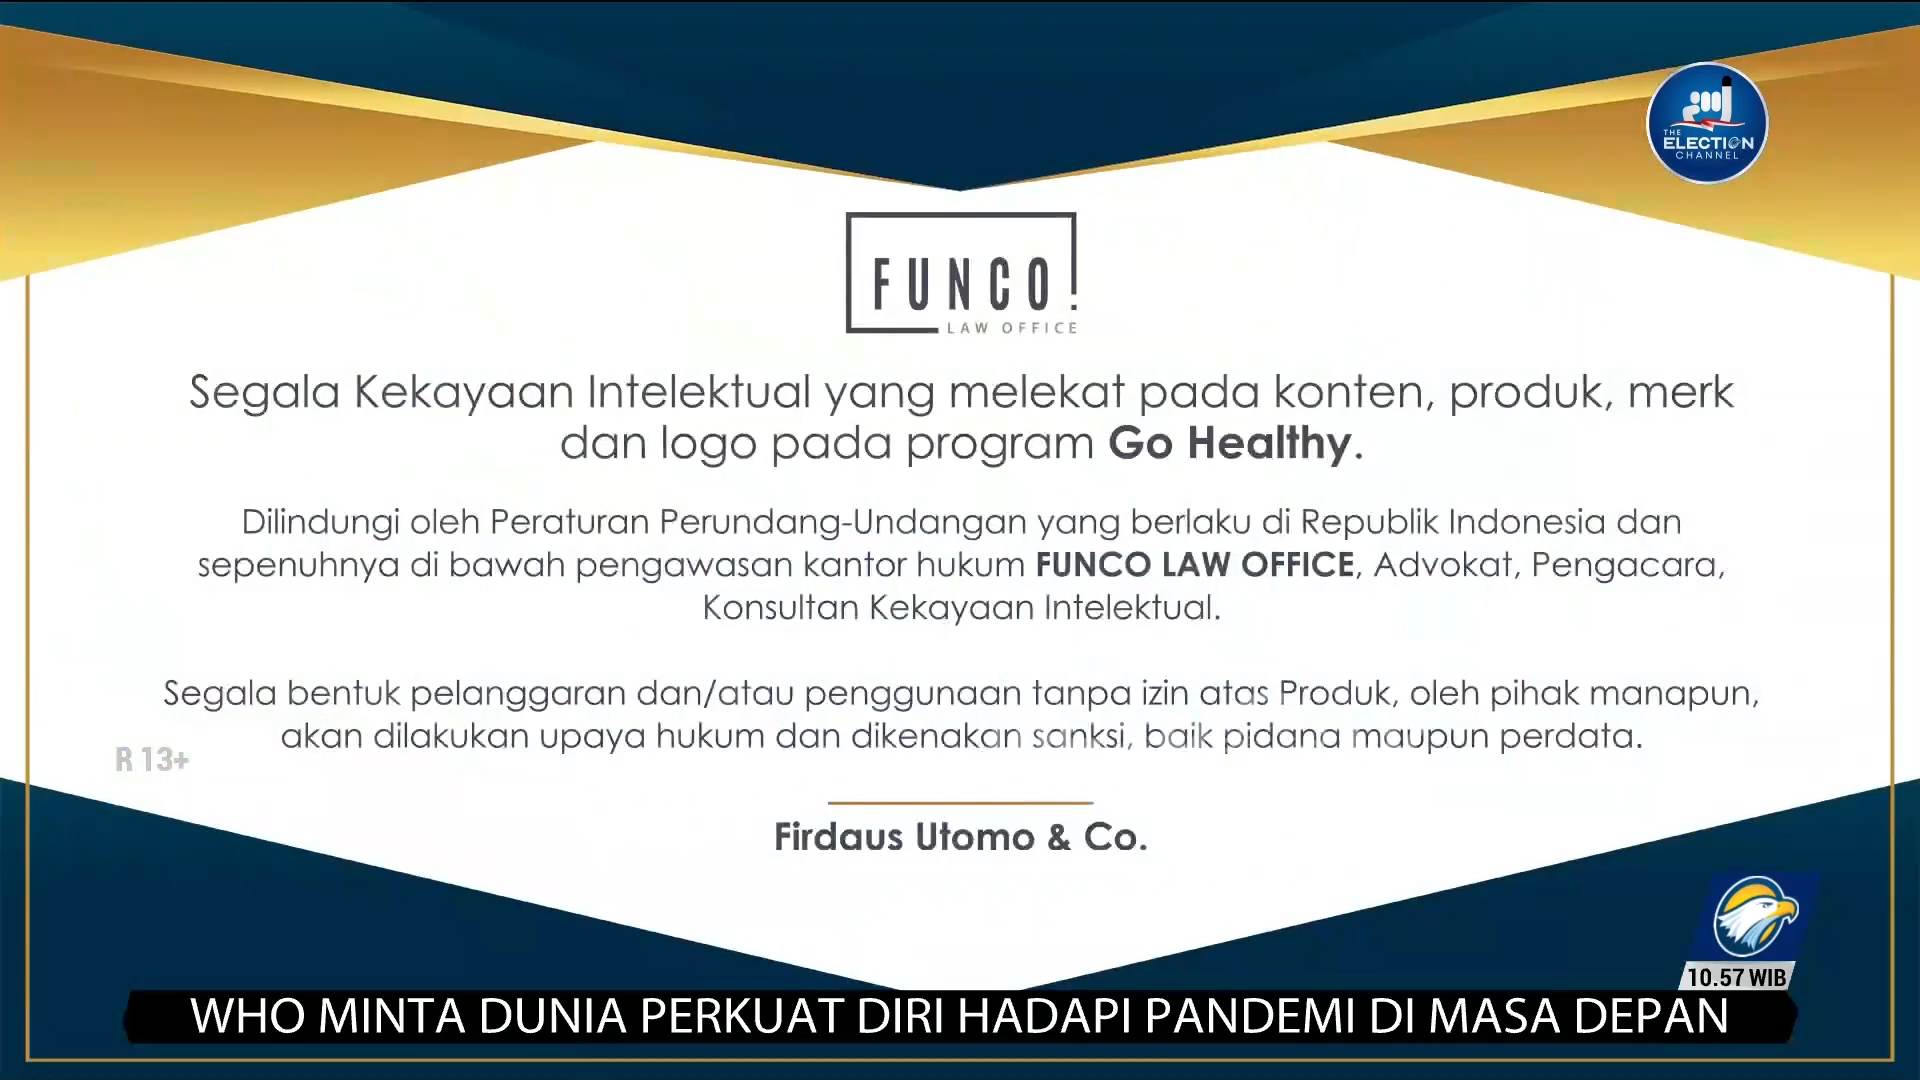 THE
ELECTION
CHANNEL
FUNCO
LAW OFFICE
Segala Kekayaan Intelektual yang melekat pada konten, produk, merk
dan logo pada program Go Healthy.
Dilindungi oleh Peraturan Perundang-Undangan yang berlaku di Republik Indonesia dan
sepenuhnya di bawah pengawasan kantor hukum FUNCO LAW OFFICE, Advokat, Pengacara,
Konsultan Kekayaan Intelektual.
Segala bentuk pelanggaran dan/atau penggunaan tanpa izin atas Produk, oleh pihak manapun,
akan dilakukan upaya hukum dan dikenakan sanksi, baik pidana maupun perdata.
R 13+
Firdaus Utomo & Co.
10.57 WIB
WHO MINTA DUNIA PERKUAT DIRI HADAPI PANDEMI DI MASA DEPAN